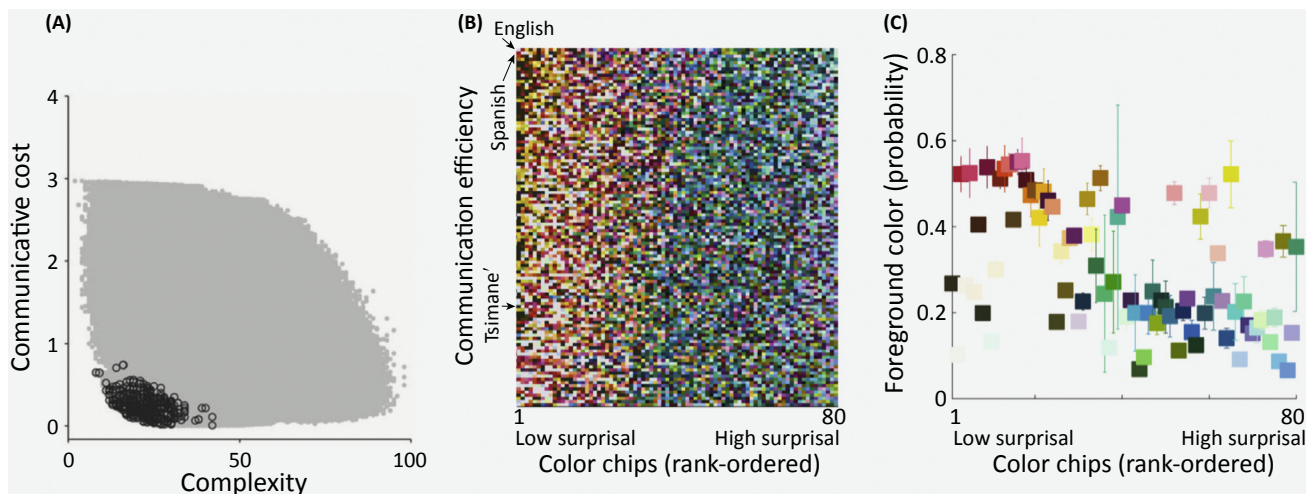 (A)
Communicative cost
4
3
2
1
0
0
50
100
Complexity
(B)
English
Spanish
Tsimane′
Communication efficiency
1
80
Low surprisal
High surprisal
Color chips (rank-ordered)
(C)
Foreground color (probability)
0.8
0.6
0.4
0.2
0
1
80
Low surprisal
High surprisal
Color chips (rank-ordered)